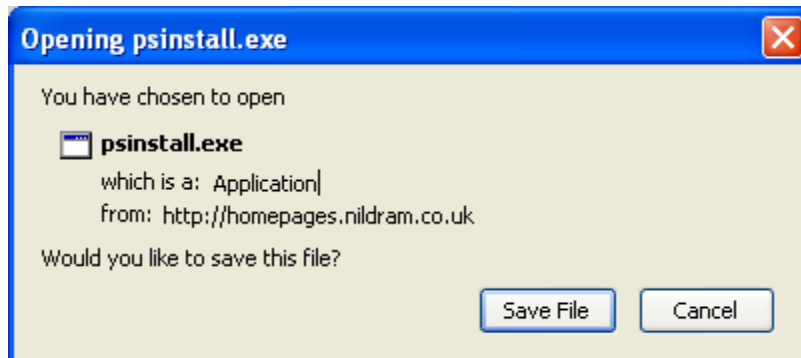 Opening psinstall.exe
You have chosen to open
psinstall.exe
which is a: Application
from: http://homepages.nildram.co.uk
Would you like to save this file?
Save File Cancel